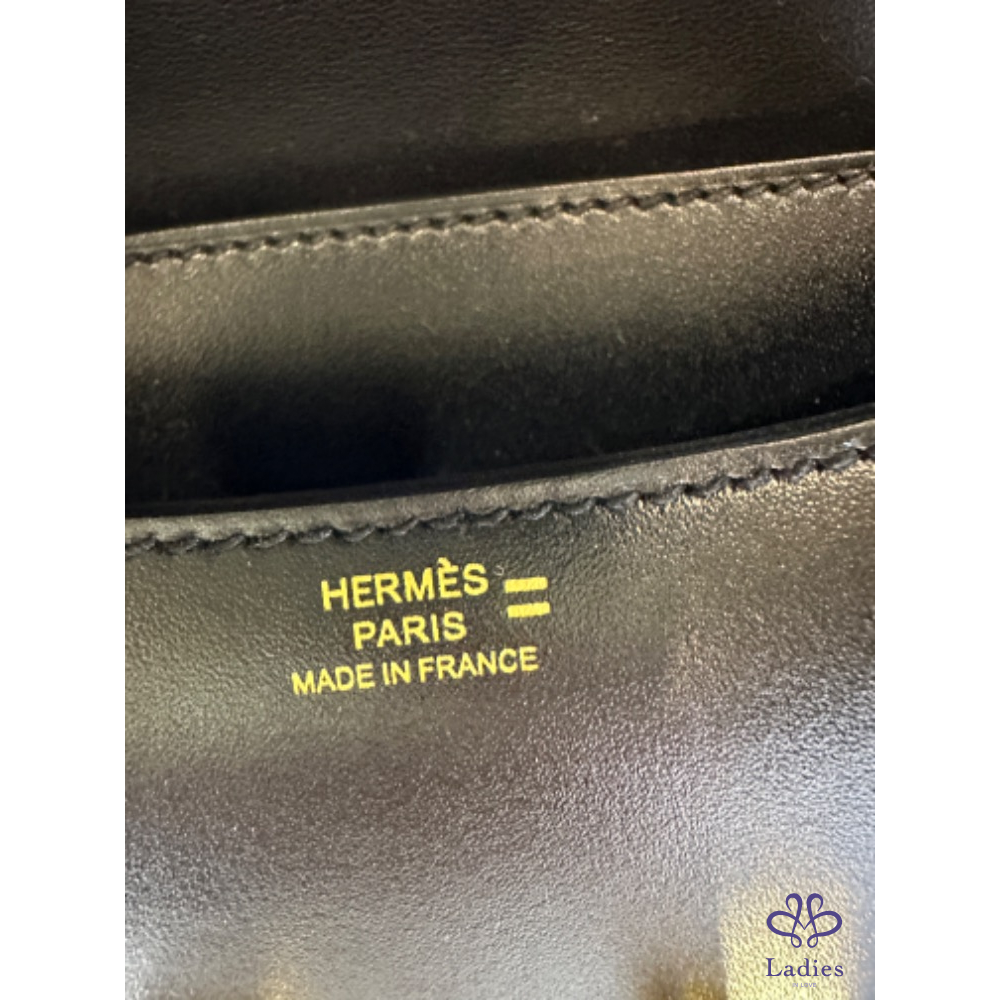 HERMÈS =
PARIS
MADE IN FRANCE
Ladies